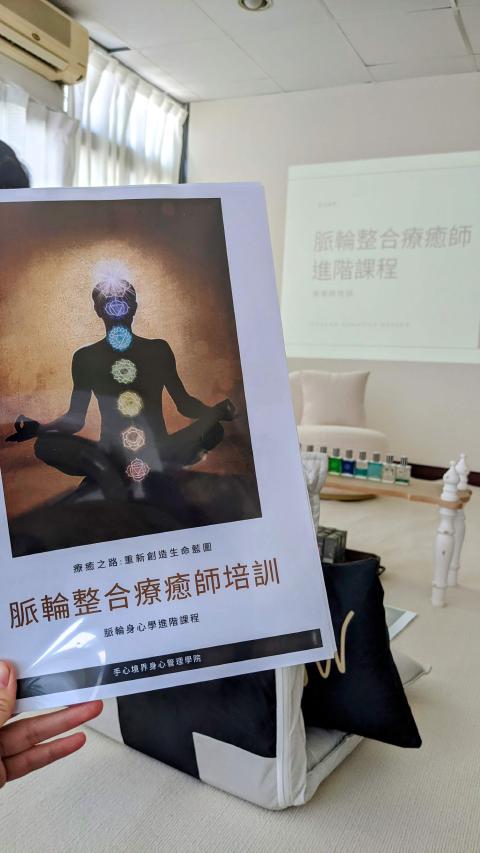 脈輪整合療癒師
進階課程
療癒之路:重新創造生命藍圖
脈輪整合療癒師培訓
脈輪身心學進階課程
手心境界身心管理學院
W